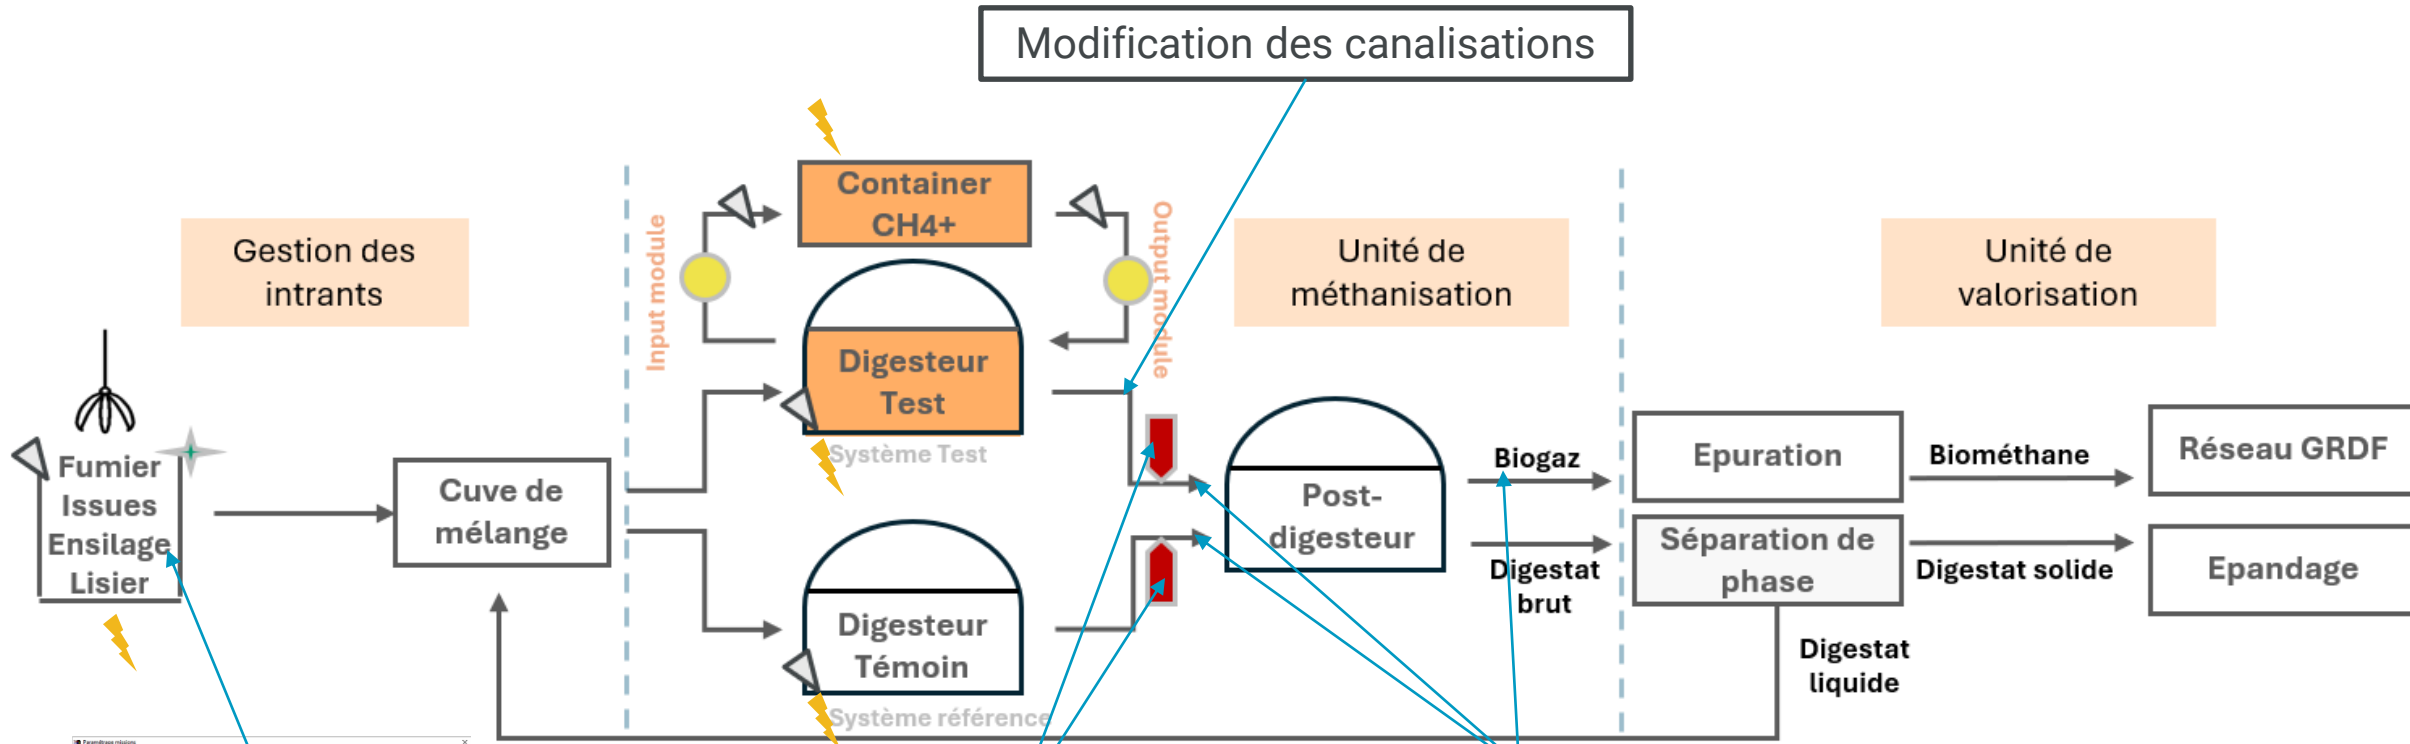 Modification des canalisations
Gestion des
intrants
Input module
Container
CH4+
Output module
Unité de
méthanisation
Unité de
valorisation
Digesteur
Test
Système Test
Fumier
Issues
Ensilage
Lisier
Cuve de
mélange
Post-
digesteur
Biogaz
Digestat
brut
Epuration
Biométhane
Réseau GRDF
Séparation de
phase
Digestat solide
Epandage
Digesteur
Témoin
Système référence
Digestat
liquide
Paramétrage missions